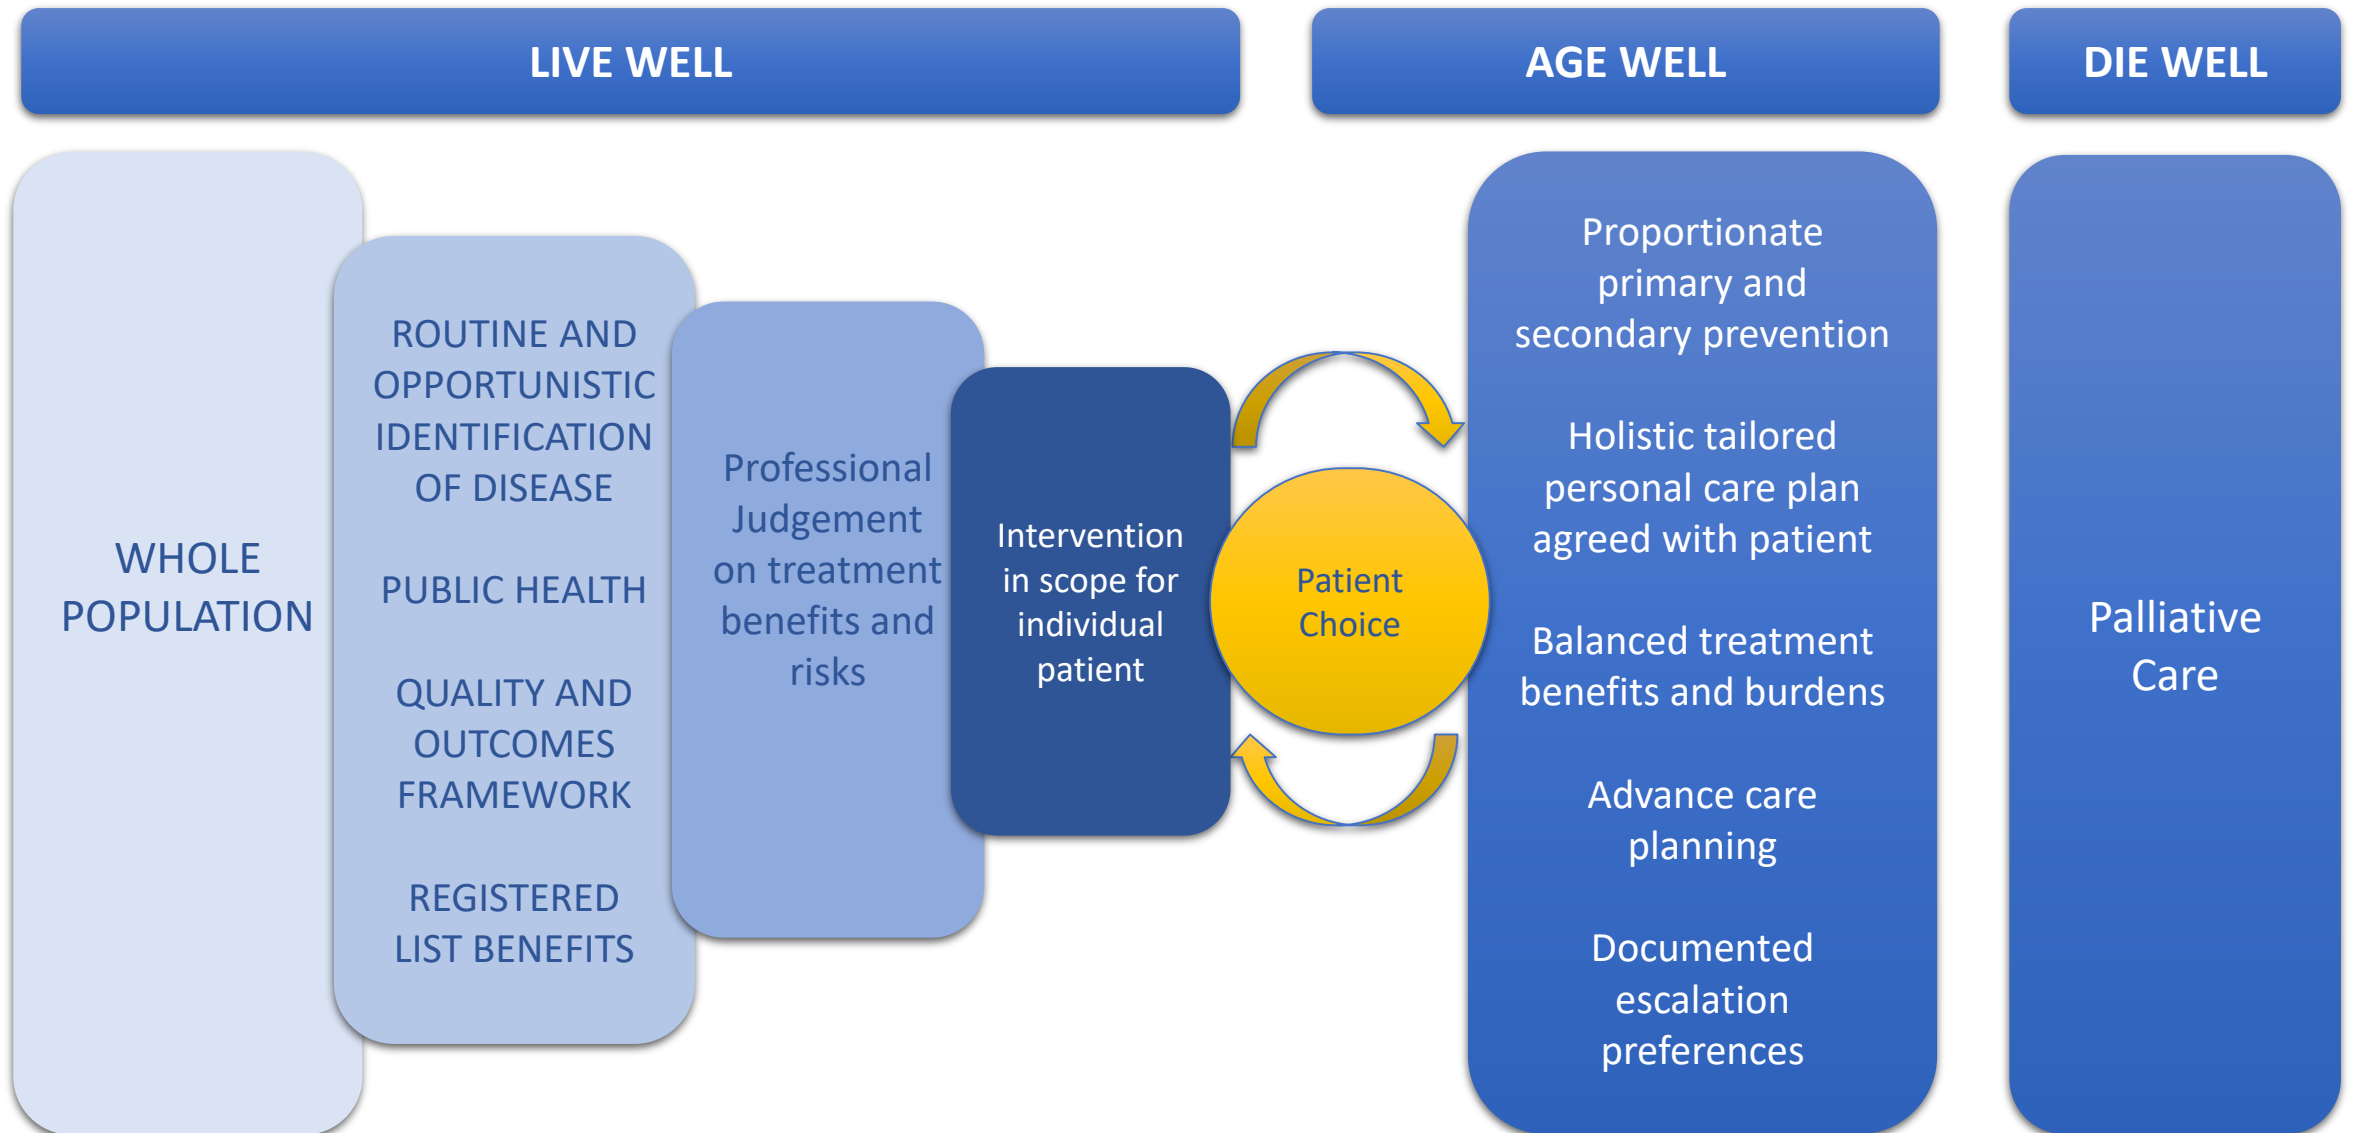 LIVE WELL
AGE WELL
DIE WELL
WHOLE
POPULATION
ROUTINE AND
OPPORTUNISTIC
IDENTIFICATION
OF DISEASE
PUBLIC HEALTH
QUALITY AND
OUTCOMES
FRAMEWORK
REGISTERED
LIST BENEFITS
Professional
Judgement
on treatment
benefits and
risks
Intervention
in scope for
individual
patient
Patient
Choice
Proportionate
primary and
secondary prevention
Holistic tailored
personal care plan
agreed with patient
Balanced treatment
benefits and burdens
Advance care
planning
Documented
escalation
preferences
Palliative
Care